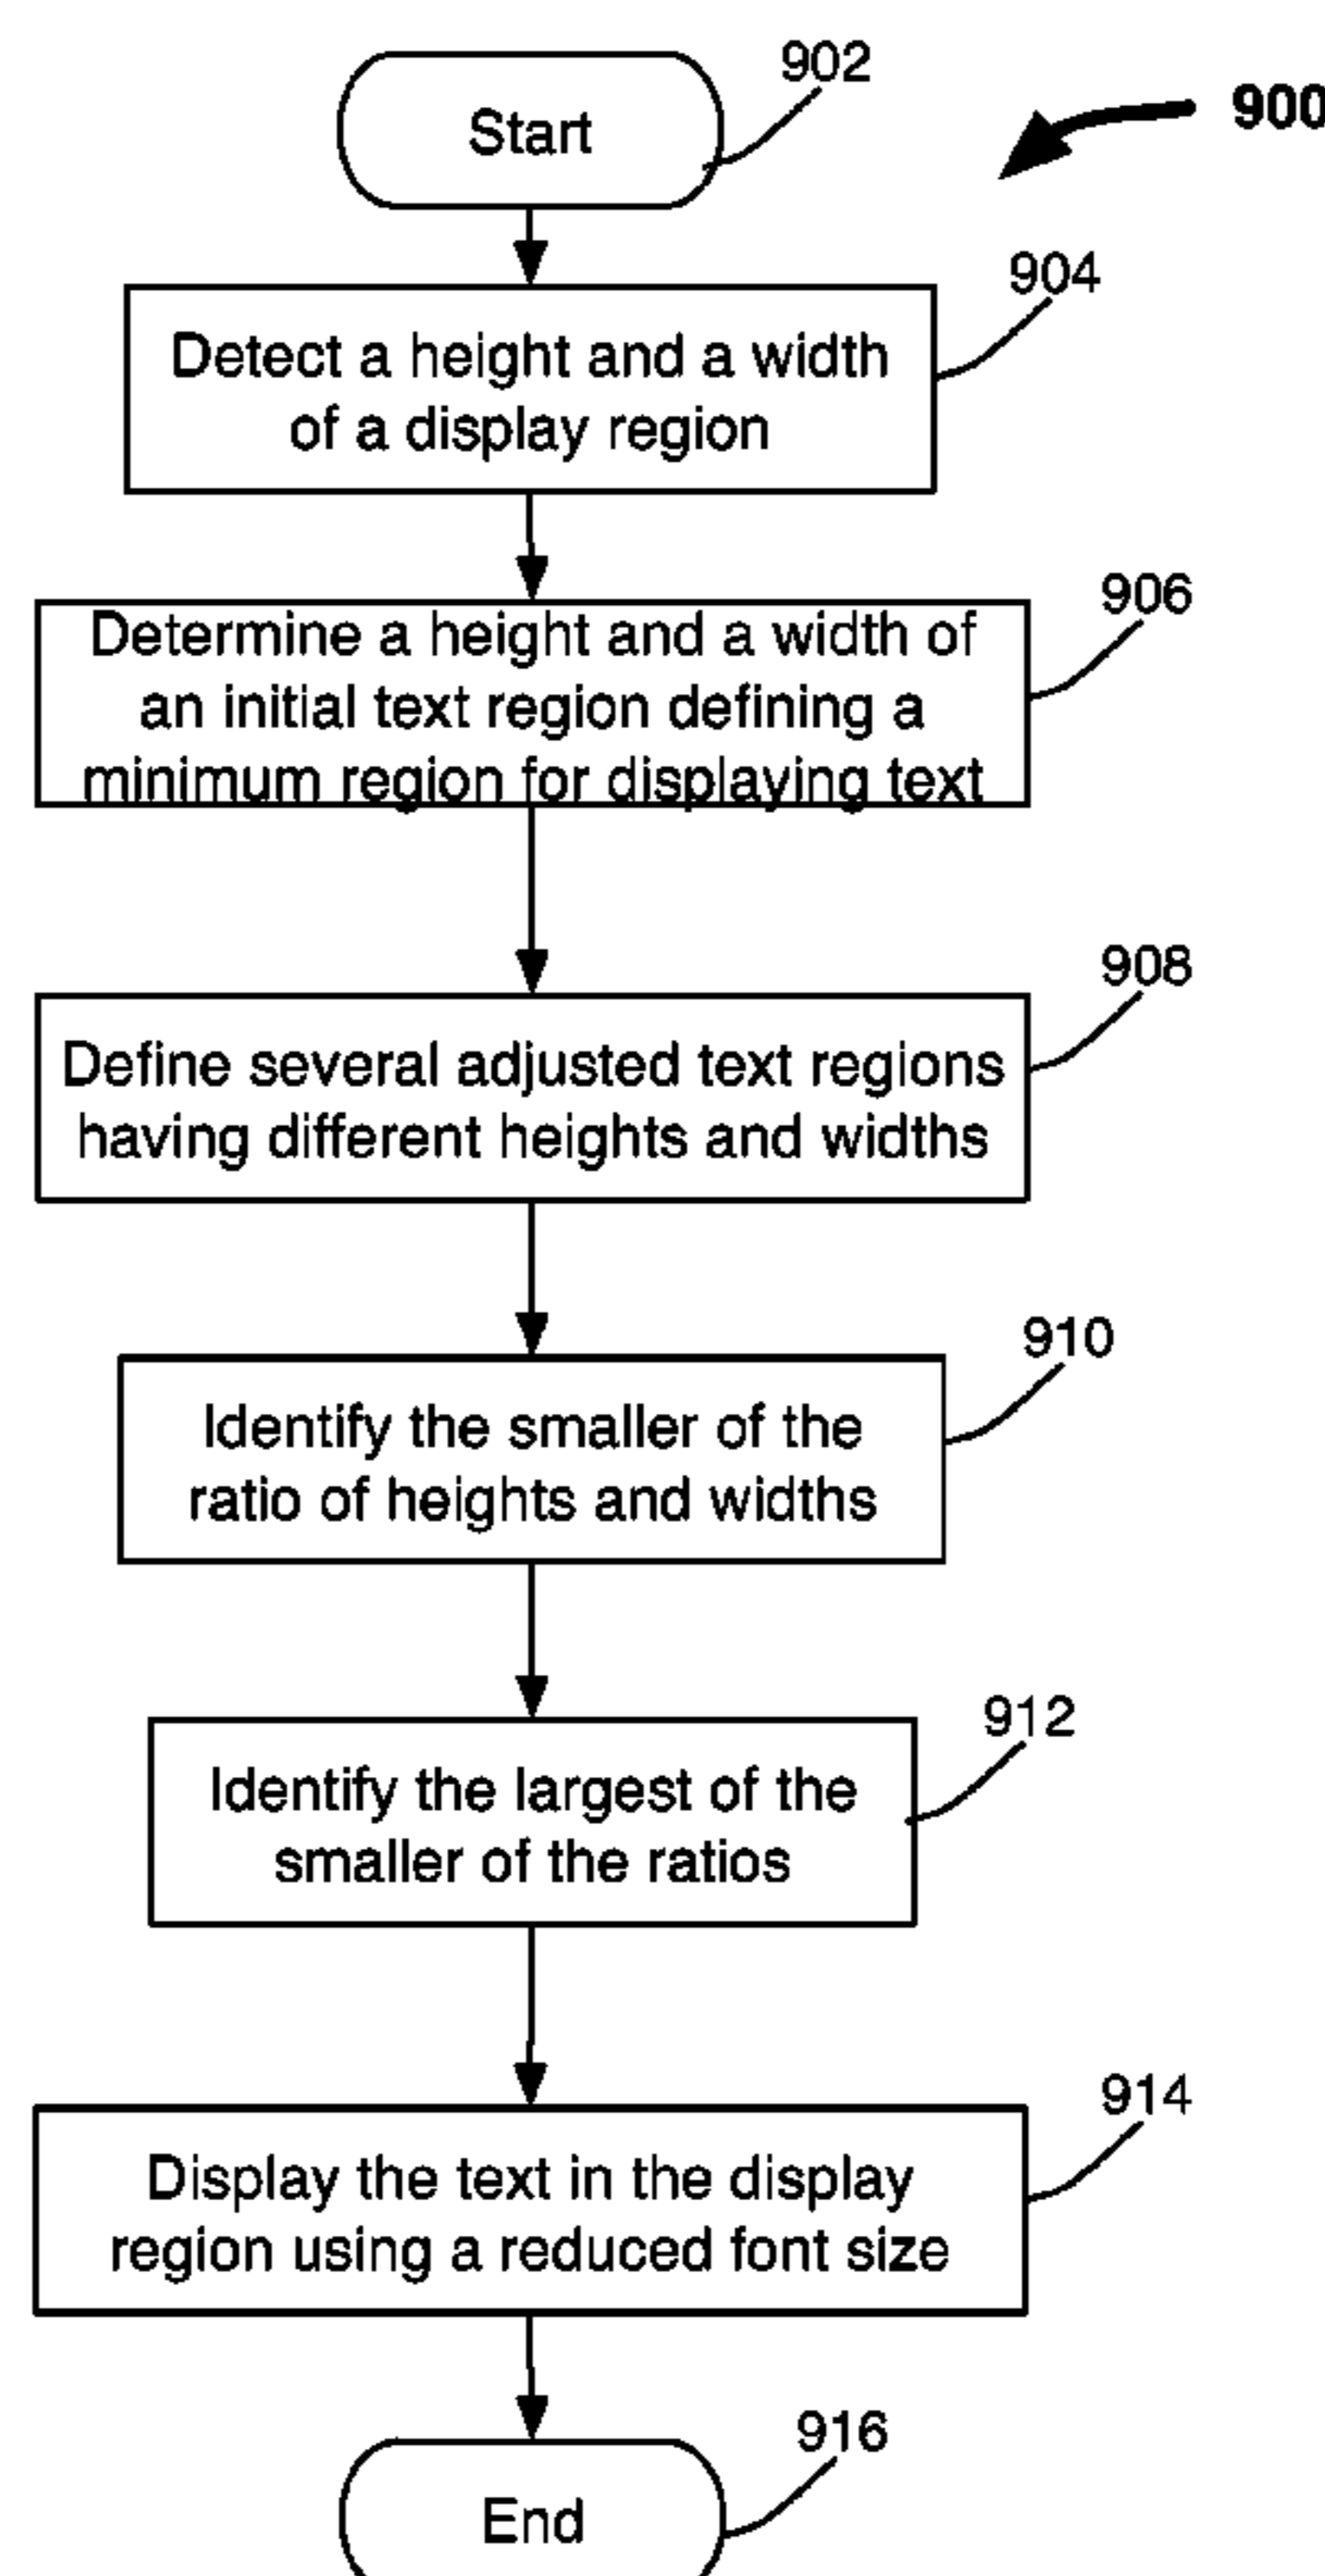 902
Start
900
904
Detect a height and a width
of a display region
906
Determine a height and a width of
an initial text region defining a
minimum region for displaying text
908
Define several adjusted text regions
having different heights and widths
910
Identify the smaller of the
ratio of heights and widths
912
Identify the largest of the
smaller of the ratios
914
Display the text in the display
region using a reduced font size
916
End